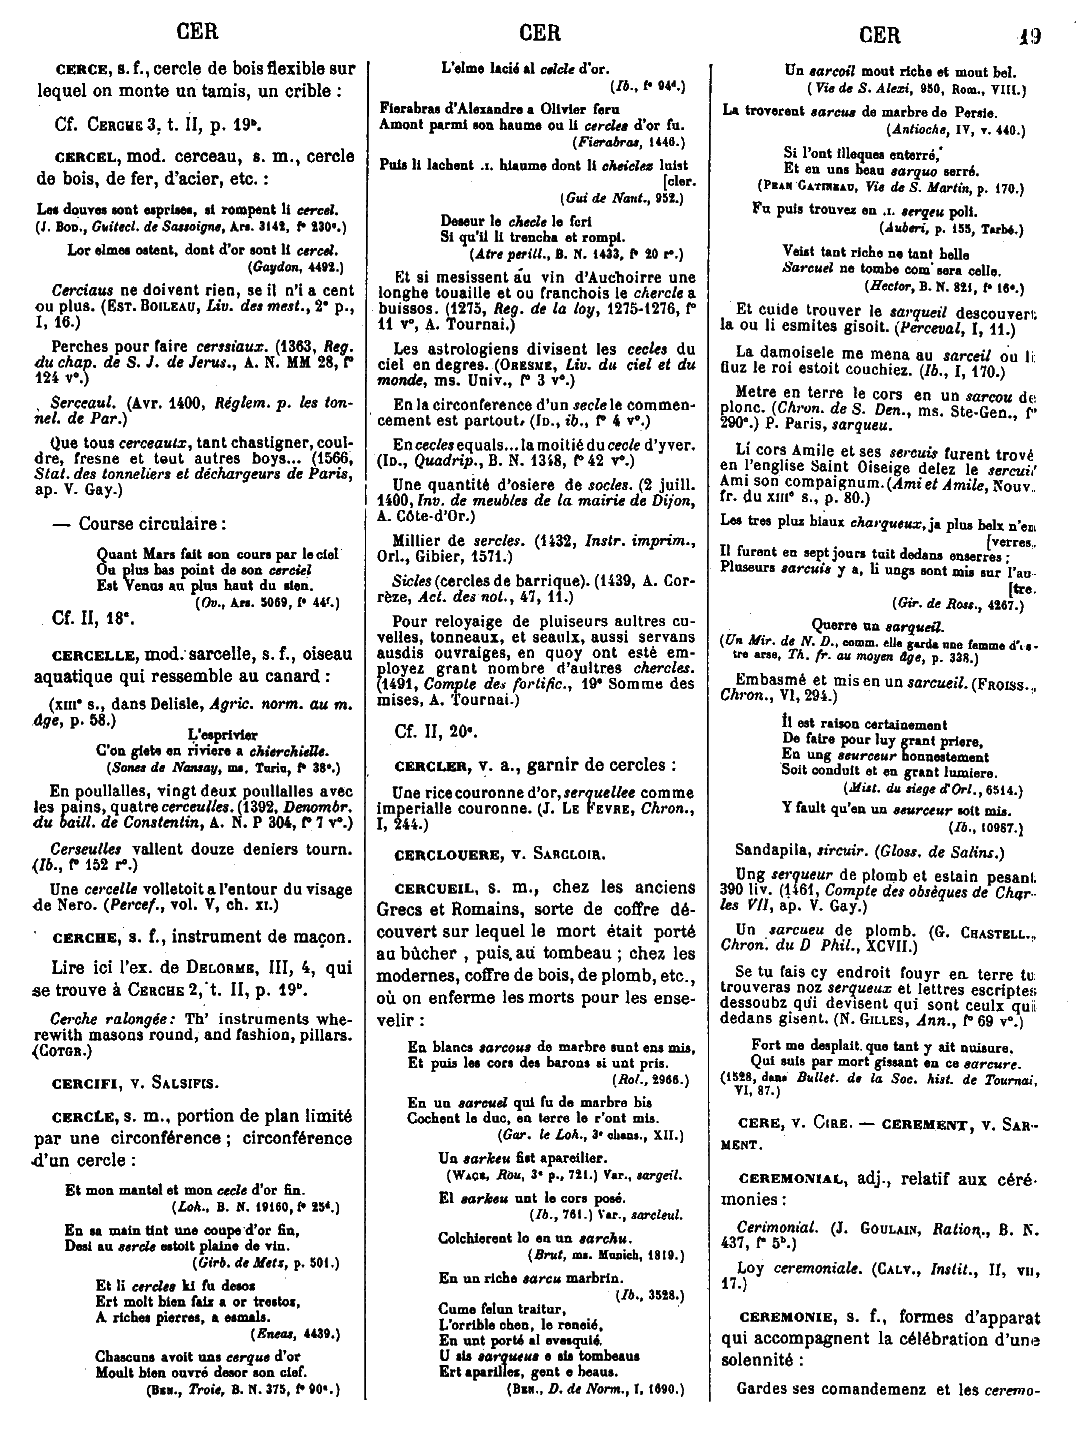 CER
CER
CER 19
CERCE, s. f., cercle de bois flexible sur
lequel on monte un tamis, un crible :
Cf. CERCHE 3, t. II, p. 19ᵇ.
CERCEL, mod. cerceau, s. m., cercle
de bois, de fer, d'acier, etc. :
Les douves sont esprises, si rompent li cercel.
(J. BOD., Guitecl. de Sassoigne, Ars. 3142, fº 230ᵉ.)
Lor elmes ostent, dont d'or sont li cercel.
(Gaydon, 4492.)
Cerciaus ne doivent rien, se il n'i a cent
ou plus. (EST. BOILEAU, Liv. des mest., 2ᵉ p.,
I, 16.)
Perches pour faire cerssiaux. (1363, Reg.
du chap. de S. J. de Jerus., A. N. MM 28, fº
124 vº.)
Serceaul. (Avr. 1400, Réglem. p. les ton-
nel. de Par.)
Que tous cerceaulx, tant chastigner, coul-
dre, fresne et tout autres boys... (1566,
Stat. des tonneliers et déchargeurs de Paris,
ap. V. Gay.)
— Course circulaire :
Quant Mars fait son cours par le ciel
Ou plus bas point de son cerciel
Est Venus au plus haut du sien.
(Ov., Ars. 5069, fº 44ᶠ.)
Cf. II, 18ᵉ.
CERCELLE, mod. sarcelle, s. f., oiseau
aquatique qui ressemble au canard :
(XIIIᵉ s., dans Delisle, Agric. norm. au m.
âge, p. 58.)
L'esprivier
C'on giete en riviere a chierchielle.
(Sones de Nansay, ms. Turin, fº 38ᵉ.)
En poullalles, vingt deux poullalles avec
les pains, quatre cerceulles. (1392, Denombr.
du baill. de Constentin, A. N. P 304, fº 7 vº.)
Cerseulles vallent douze deniers tourn.
(Ib., fº 152 rº.)
Une cercelle volletoit a l'entour du visage
de Nero. (Percef., vol. V, ch. XI.)
CERCHE, s. f., instrument de maçon.
Lire ici l'ex. de DELORME, III, 4, qui
se trouve à CERCHE 2, t. II, p. 19ᵇ.
Cerche ralongée : Th' instruments whe-
rewith masons round, and fashion, pillars.
(COTGR.)
CERCIFI, v. SALSIFIS.
CERCLE, s. m., portion de plan limité
par une circonférence ; circonférence
d'un cercle :
Et mon mantel et mon cecle d'or fin.
(Loh., B. N. 19160, fº 25ᵈ.)
En sa main tint une coupe d'or fin,
Desi au sercle estoit plaine de vin.
(Girb. de Metz, p. 501.)
Et li cercles ki fu desos
Ert molt bien faiz a or trestos,
A riches pierres, a esmals.
(Eneas, 4439.)
Chascuns avoit uns cerque d'or
Moult bien ouvré desor son cief.
(BEN., Troie, B. N. 375, fº 90ᵉ.)
L'elme lacié al celcle d'or.
(Ib., fº 94ᵈ.)
Fierabras d'Alexandre a Olivier feru
Amont parmi son haume ou li cercles d'or fu.
(Fierabras, 1446.)
Puis li lachent .I. hiaume dont li cheicles luist
[cler.
(Gui de Nant., 952.)
Deseur le checle le feri
Si qu'il li trencha et rompi.
(Atre perill., B. N. 1433, fº 20 rº.)
Et si mesissent au vin d'Auchoirre une
longhe touaille et ou franchois le chercle a
buissos. (1275, Reg. de la loy, 1275-1276, fº
11 vº, A. Tournai.)
Les astrologiens divisent les cecles du
ciel en degres. (ORESME, Liv. du ciel et du
monde, ms. Univ., fº 3 vº.)
En la circonference d'un secle le commen-
cement est partout. (ID., ib., fº 4 vº.)
En cecles equals... la moitié du cecle d'yver.
(ID., Quadrip., B. N. 1348, fº 42 vº.)
Une quantité d'osiere de socles. (2 juill.
1400, Inv. de meubles de la mairie de Dijon,
A. Côte-d'Or.)
Millier de sercles. (1432, Instr. imprim.,
Orl., Gibier, 1571.)
Sicles (cercles de barrique). (1439, A. Cor-
rèze, Act. des not., 47, 11.)
Pour reloyaige de pluiseurs aultres cu-
velles, tonneaux, et seaulx, aussi servans
ausdis ouvraiges, en quoy ont esté em-
ployez grant nombre d'aultres chercles.
(1491, Compte des fortific., 19ᵉ Somme des
mises, A. Tournai.)
Cf. II, 20ᵉ.
CERCLER, v. a., garnir de cercles :
Une rice couronne d'or, serquellee comme
imperialle couronne. (J. LE FEVRE, Chron.,
I, 244.)
CERCLOUERE, v. SARCLOIR.
CERCUEIL, s. m., chez les anciens
Grecs et Romains, sorte de coffre dé-
couvert sur lequel le mort était porté
au bûcher , puis au tombeau ; chez les
modernes, coffre de bois, de plomb, etc.,
où on enferme les morts pour les ense-
velir :
En blancs sarcous de marbre sunt ens mis,
Et puis les cors des barons si unt pris.
(Rol., 2966.)
En un sarcuel qui fu de marbre bis
Cochent le duc, en terre le r'ont mis.
(Gar. le Loh., 3ᵉ chans., XII.)
Un sarkeu fist apareilier.
(WACE, Rou, 3ᵉ p., 721.) Var., sargeil.
El sarkeu unt le cors posé.
(Ib., 761.) Var., sarcleul.
Colchierent lo en un sarchu.
(Brut, ms. Munich, 1819.)
En un riche sarcu marbrin.
(Ib., 3528.)
Cume felun traitur,
L'orrible chen, le reneié,
En unt porté al evesquié.
U sis sarqueus e sis tombeaus
Ert aparillez, gent e beaus.
(BEN., D. de Norm., I, 1690.)
Un sarcoil mout riche et mout bel.
(Vie de S. Alexi, 950, Rom., VIII.)
La troverent sarcus de marbre de Persie.
(Antioche, IV, v. 440.)
Si l'ont illeques enterré,
Et en uns beau sarquo serré.
(PEAN GATINEAU, Vie de S. Martin, p. 170.)
Fu puis trouvez en .I. serqeu poli.
(Auberi, p. 155, Tarbé.)
Veist tant riche ne tant belle
Sarcuel ne tombe com sera celle.
(Hector, B. N. 821, fº 16ᵉ.)
Et cuide trouver le sarqueil descouvert
la ou li esmites gisoit. (Perceval, I, 11.)
La damoisele me mena au sarceil ou li
fluz le roi estoit couchiez. (Ib., I, 170.)
Metre en terre le cors en un sarcou de
plonc. (Chron. de S. Den., ms. Ste-Gen., fº
290ᵉ.) P. Paris, sarqueu.
Li cors Amile et ses sercuis furent trové
en l'englise Saint Oiseige delez le sercuil
Ami son compaignum. (Ami et Amile, Nouv.
fr. du XIIIᵉ s., p. 80.)
Les tres pluz biaux charqueux, ja plus belx n'en
[verres,
Il furent en sept jours tuit dedans enserres ;
Pluseurs sarcuis y a, li ungs sont mis sur l'au-
[tre.
(Gir. de Ross., 4267.)
Querre un sarqueil.
(Un Mir. de N. D., comm. elle garda une femme d'es-
tre arse, Th. fr. au moyen âge, p. 338.)
Embasmé et mis en un sarcueil. (FROISS.,
Chron., VI, 294.)
Il est raison certainement
De faire pour luy grant priere,
En ung seurceur honnestement
Soit conduit et en grant lumiere.
(Mist. du siege d'Orl., 6514.)
Y fault qu'en un seurceur soit mis.
(Ib., 10987.)
Sandapila, sircuir. (Gloss. de Salins.)
Ung serqueur de plomb et estain pesant
390 liv. (1461, Compte des obsèques de Char-
les VII, ap. V. Gay.)
Un sarcueu de plomb. (G. CHASTELL.,
Chron. du D Phil., XCVII.)
Se tu fais cy endroit fouyr en terre tu
trouveras noz serqueux et lettres escriptes
dessoubz qui devisent qui sont ceulx qui
dedans gisent. (N. GILLES, Ann., fº 69 vº.)
Fort me desplait que tant y ait nuisure,
Qui suis par mort gissant en ce sarcure.
(1528, dans Bullet. de la Soc. hist. de Tournai,
VI, 87.)
CERE, v. CIRE. — CEREMENT, v. SAR-
MENT.
CEREMONIAL, adj., relatif aux céré-
monies :
Cerimonial. (J. GOULAIN, Ration., B. N.
437, fº 5ᵇ.)
Loy ceremoniale. (CALV., Instit., II, VII,
17.)
CEREMONIE, s. f., formes d'apparat
qui accompagnent la célébration d'une
solennité :
Gardes ses comandemenz et les ceremo-